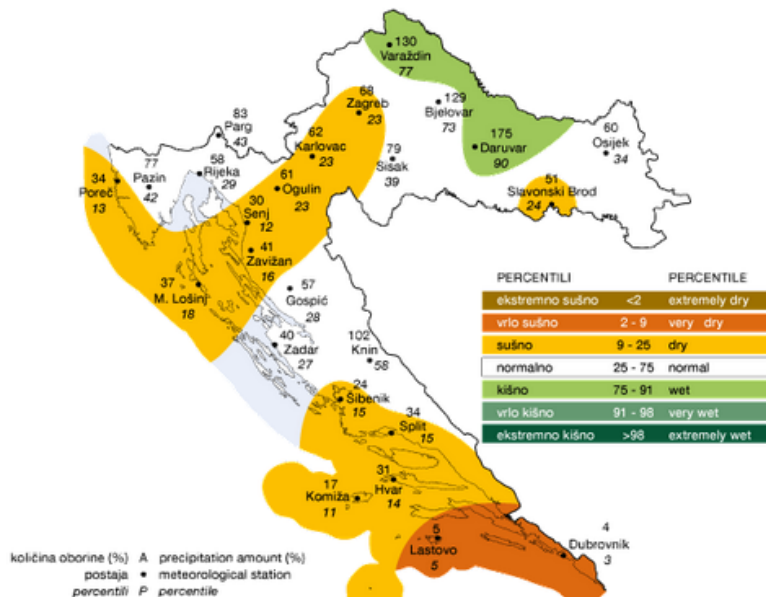 130
Varaždin
77
68
Zagreb
23
129
Bjelovar
73
175
Daruvar
90
60
Osijek
34
83
Parg
43
62
Karlovac
23
79
Sisak
39
51
Slavonski Brod
24
77
Pazin
42
58
Rijeka
29
61
Ogulin
23
34
Poreč
13
30
Senj
12
41
Zavižan
16
37
M. Lošinj
18
57
Gospić
28
40
Zadar
27
102
Knin
58
24
Šibenik
15
34
Split
15
31
Hvar
14
17
Komiža
11
5
Lastovo
5
4
Dubrovnik
3
PERCENTILI PERCENTILE
ekstremno sušno <2 extremely dry
vrlo sušno 2 - 9 very dry
sušno 9 - 25 dry
normalno 25 - 75 normal
kišno 75 - 91 wet
vrlo kišno 91 - 98 very wet
ekstremno kišno >98 extremely wet
količina oborine (%) A precipitation amount (%)
postaja • meteorological station
percentili P percentile